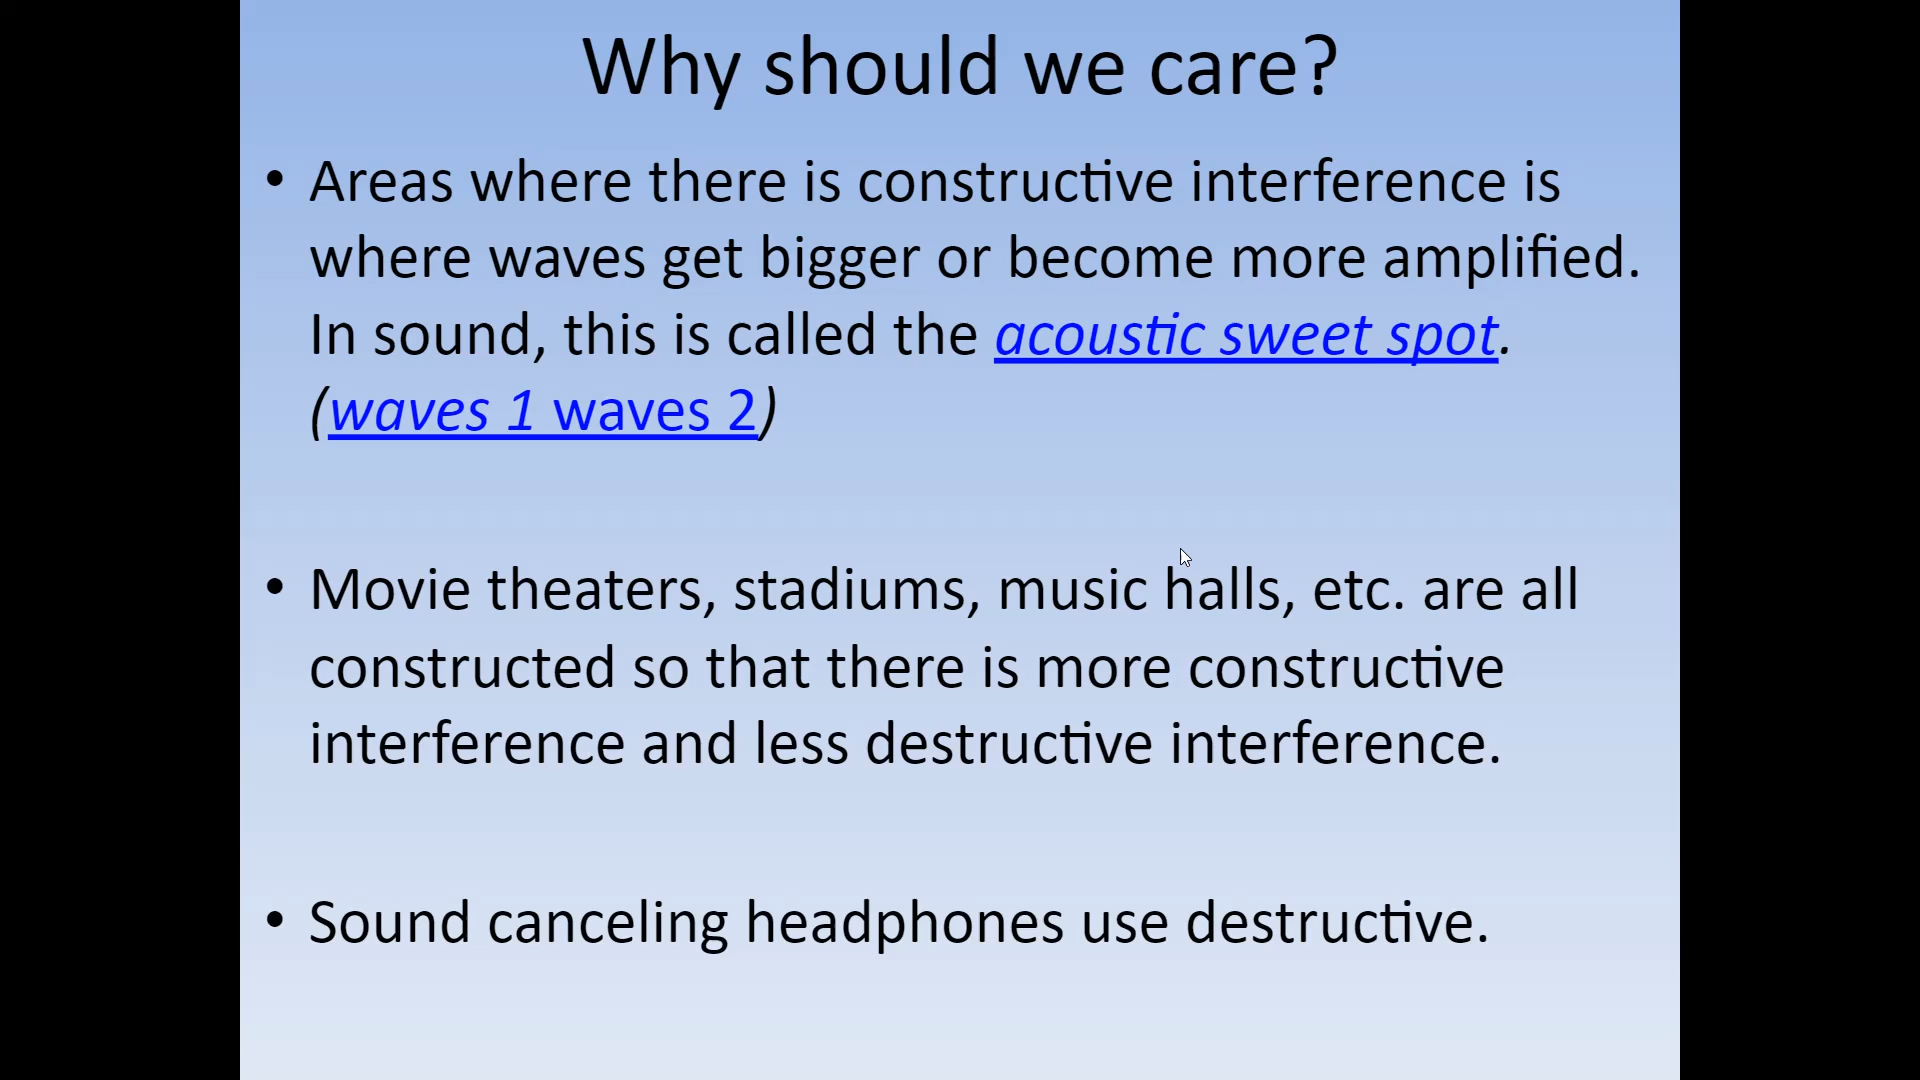 Why should we care?
• Areas where there is constructive interference is
where waves get bigger or become more amplified.
In sound, this is called the acoustic sweet spot.
(waves 1 waves 2)
• Movie theaters, stadiums, music halls, etc. are all
constructed so that there is more constructive
interference and less destructive interference.
• Sound canceling headphones use destructive.